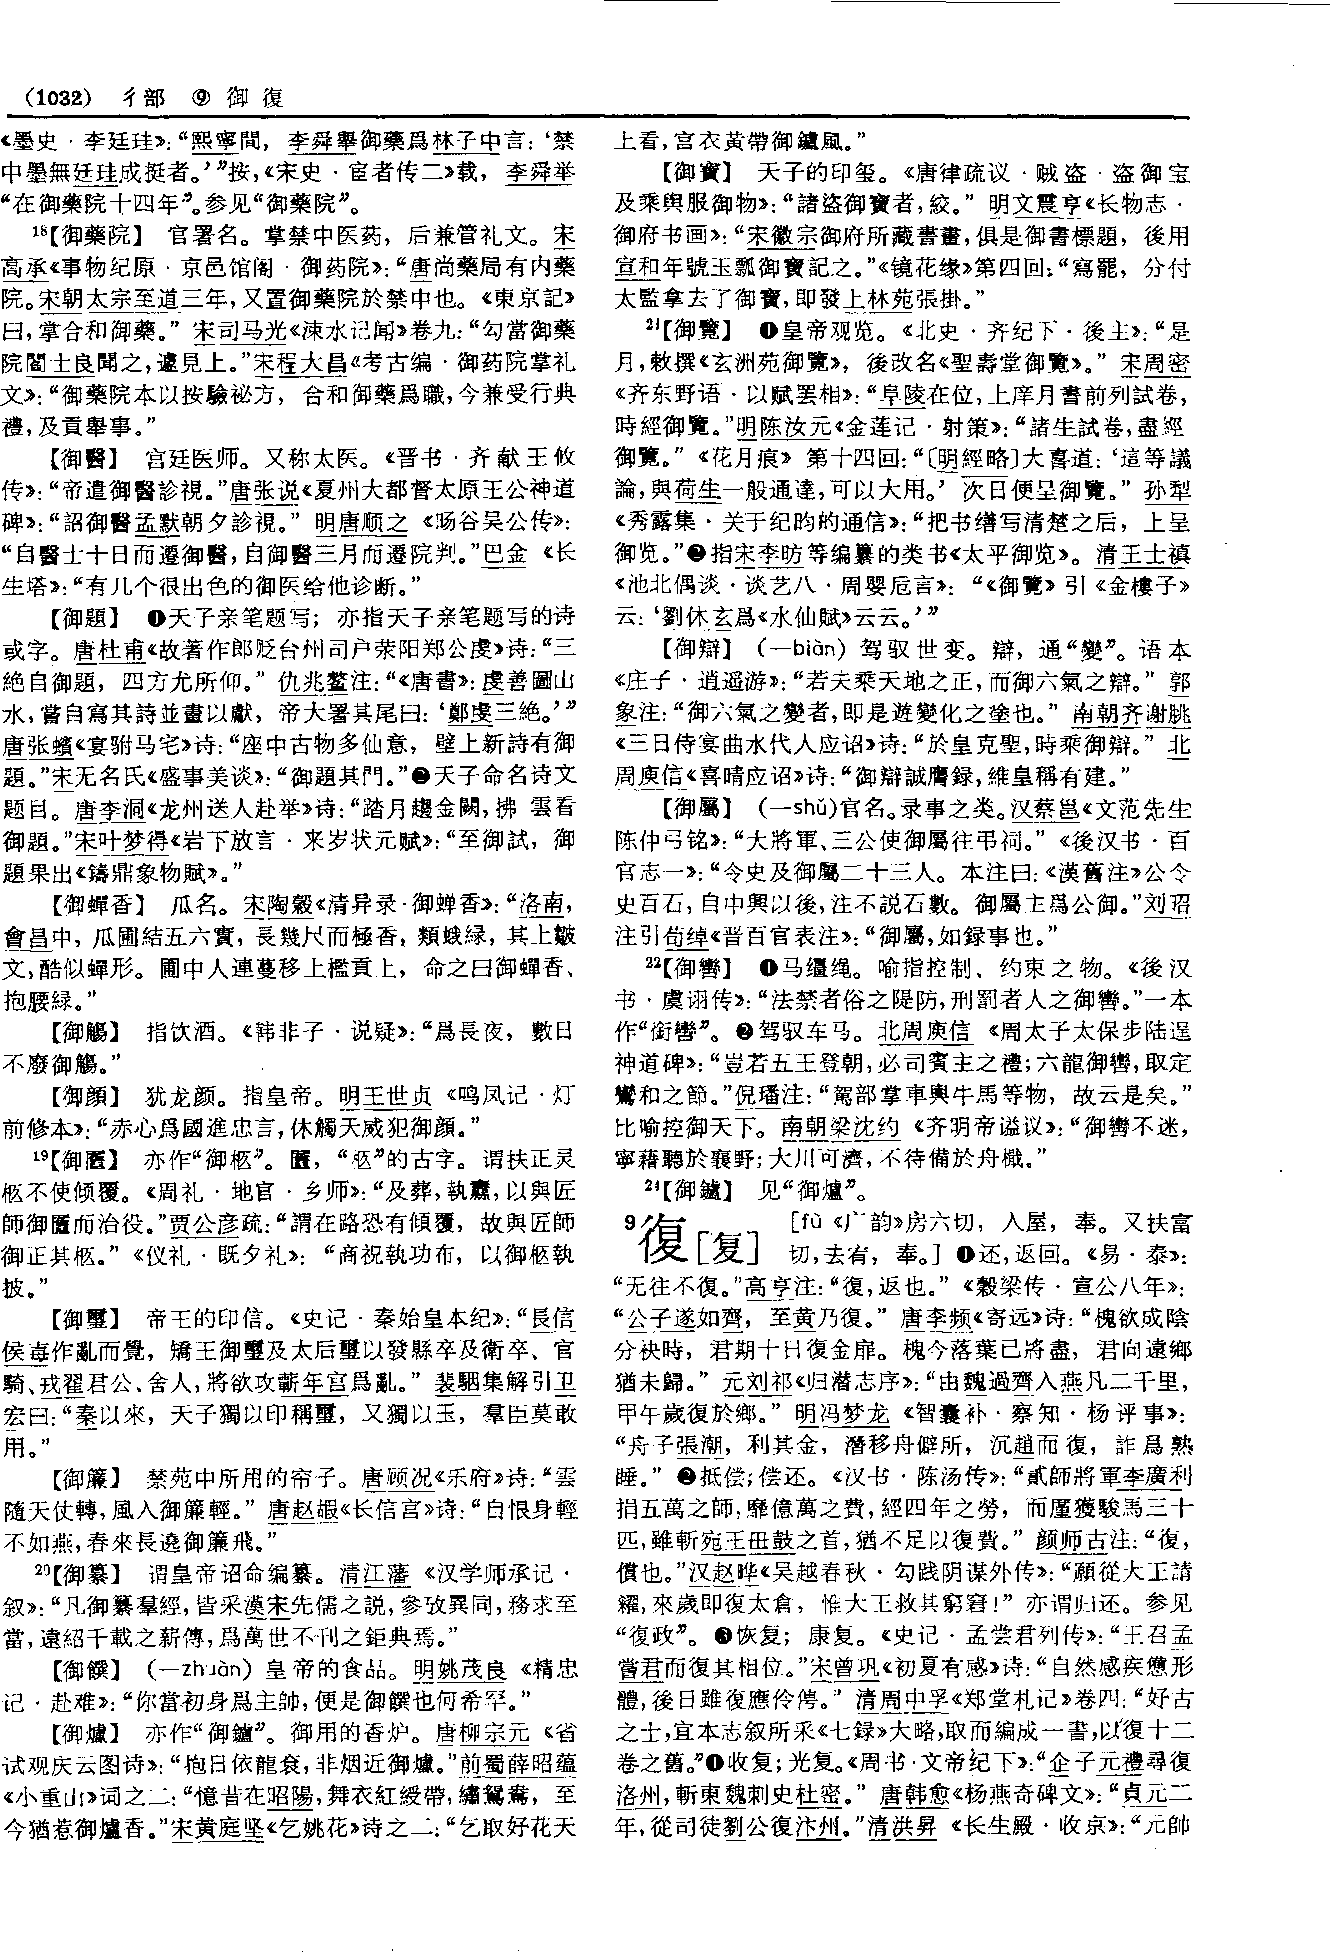 (1032) 彳部 ⑨ 御 復
《墨史·李廷珪》：“熙寧間，李舜舉御藥爲林子中言：‘禁
中墨無廷珪成挺者。’”按，《宋史·宦者传二》载，李舜举
“在御藥院十四年”。参见“御藥院”。
¹⁸【御藥院】 官署名。掌禁中医药，后兼管礼文。宋
高承《事物纪原·京邑馆阁·御药院》：“唐尚藥局有内藥
院。宋朝太宗至道三年，又置御藥院於禁中也。《東京記》
曰，掌合和御藥。”宋司马光《涑水记闻》卷九：“勾當御藥
院閻士良聞之，遽見上。”宋程大昌《考古编·御药院掌礼
文》：“御藥院本以按驗祕方，合和御藥爲職，今兼受行典
禮，及貢舉事。”
【御醫】 宫廷医师。又称太医。《晋书·齐献王攸
传》：“帝遣御醫診視。”唐张说《夏州大都督太原王公神道
碑》：“詔御醫孟默朝夕診視。”明唐顺之《旸谷吴公传》：
“自醫士十日而遷御醫，自御醫三月而遷院判。”巴金《长
生塔》：“有几个很出色的御医给他诊断。”
【御題】 ❶天子亲笔题写；亦指天子亲笔题写的诗
或字。唐杜甫《故著作郎贬台州司户荥阳郑公虔》诗：“三
絶自御題，四方尤所仰。”仇兆鳌注：“《唐書》：虔善圖山
水，嘗自寫其詩並畫以獻，帝大署其尾曰：‘鄭虔三絶。’”
唐张蠙《宴驸马宅》诗：“座中古物多仙意，壁上新詩有御
題。”宋无名氏《盛事美谈》：“御題其門。”❷天子命名诗文
题目。唐李洞《龙州送人赴举》诗：“踏月趨金闕，拂雲看
御題。”宋叶梦得《岩下放言·来岁状元赋》：“至御試，御
題果出《鑄鼎象物賦》。”
【御蟬香】 瓜名。宋陶穀《清异录·御蝉香》：“洛南，
會昌中，瓜圃結五六實，長幾尺而極香，類蛾緑，其上皺
文，酷似蟬形。圃中人連蔓移上檻貢上，命之曰御蟬香、
抱腰緑。”
【御觴】 指饮酒。《韩非子·说疑》：“爲長夜，數日
不廢御觴。”
【御顔】 犹龙颜。指皇帝。明王世贞《鸣凤记·灯
前修本》：“赤心爲國進忠言，休觸天威犯御顔。”
¹⁹【御匶】 亦作“御柩”。匶，“柩”的古字。谓扶正灵
柩不使倾覆。《周礼·地官·乡师》：“及葬，執纛，以與匠
師御匶而治役。”贾公彦疏：“謂在路恐有傾覆，故與匠師
御正其柩。”《仪礼·既夕礼》：“商祝執功布，以御柩執
披。”
【御璽】 帝王的印信。《史记·秦始皇本纪》：“長信
侯毐作亂而覺，矯王御璽及太后璽以發縣卒及衛卒、官
騎、戎翟君公、舍人，將欲攻蘄年宫爲亂。”裴駰集解引卫
宏曰：“秦以來，天子獨以印稱璽，又獨以玉，羣臣莫敢
用。”
【御簾】 禁苑中所用的帘子。唐顾况《乐府》诗：“雲
隨天仗轉，風入御簾輕。”唐赵嘏《长信宫》诗：“自恨身輕
不如燕，春來長遶御簾飛。”
²⁰【御纂】 谓皇帝诏命编纂。清江藩《汉学师承记·
叙》：“凡御纂羣經，皆采漢宋先儒之説，參攷異同，務求至
當，遠紹千載之薪傳，爲萬世不刊之鉅典焉。”
【御饌】 (—zhuàn) 皇帝的食品。明姚茂良《精忠
记·赴难》：“你當初身爲主帥，便是御饌也何希罕。”
【御爐】 亦作“御鑪”。御用的香炉。唐柳宗元《省
试观庆云图诗》：“抱日依龍衮，非烟近御爐。”前蜀薛昭蕴
《小重山》词之二：“憶昔在昭陽，舞衣紅綬帶，繡鴛鴦，至
今猶惹御爐香。”宋黄庭坚《乞姚花》诗之二：“乞取好花天
上看，宫衣黄帶御鑪風。”
【御寶】 天子的印玺。《唐律疏议·贼盗·盗御宝
及乘舆服御物》：“諸盜御寶者，絞。”明文震亨《长物志·
御府书画》：“宋徽宗御府所藏書畫，俱是御書標題，後用
宣和年號玉瓢御寶記之。”《镜花缘》第四回：“寫罷，分付
太監拿去了御寶，即發上林苑張掛。”
²¹【御覽】 ❶皇帝观览。《北史·齐纪下·後主》：“是
月，敕撰《玄洲苑御覽》，後改名《聖壽堂御覽》。”宋周密
《齐东野语·以赋罢相》：“阜陵在位，上庠月書前列試卷，
時經御覽。”明陈汝元《金莲记·射策》：“諸生試卷，盡經
御覽。”《花月痕》第十四回：“〔明經略〕大喜道：‘這等議
論，與荷生一般通達，可以大用。’次日便呈御覽。”孙犁
《秀露集·关于纪昀的通信》：“把书缮写清楚之后，上呈
御览。”❷指宋李昉等编纂的类书《太平御览》。清王士禛
《池北偶谈·谈艺八·周婴卮言》：“《御覽》引《金樓子》
云：‘劉休玄爲《水仙賦》云云。’”
【御辯】 (—biàn) 驾驭世变。辯，通“變”。语本
《庄子·逍遥游》：“若夫乘天地之正，而御六氣之辯。”郭
象注：“御六氣之變者，即是遊變化之塗也。”南朝齐谢朓
《三日侍宴曲水代人应诏》诗：“於皇克聖，時乘御辯。”北
周庾信《喜晴应诏》诗：“御辯誠膺録，維皇稱有建。”
【御屬】 (—shǔ)官名。录事之类。汉蔡邕《文范先生
陈仲弓铭》：“大將軍、三公使御屬往弔祠。”《後汉书·百
官志一》：“令史及御屬二十三人。本注曰：《漢舊注》公令
史百石，自中興以後，注不説石數。御屬主爲公御。”刘昭
注引荀绰《晋百官表注》：“御屬，如録事也。”
²²【御轡】 ❶马缰绳。喻指控制、约束之物。《後汉
书·虞诩传》：“法禁者俗之隄防，刑罰者人之御轡。”一本
作“銜轡”。❷驾驭车马。北周庾信《周太子太保步陆逞
神道碑》：“豈若五王登朝，必司賓主之禮；六龍御轡，取定
鸞和之節。”倪璠注：“駕部掌車輿牛馬等物，故云是矣。”
比喻控御天下。南朝梁沈约《齐明帝谥议》：“御轡不迷，
寧藉聽於襄野；大川可濟，不待備於舟檝。”
²⁴【御鑪】 见“御爐”。
⁹復[复] [fù《广韵》房六切，入屋，奉。又扶富
切，去宥，奉。] ❶还，返回。《易·泰》：
“无往不復。”高亨注：“復，返也。”《穀梁传·宣公八年》：
“公子遂如齊，至黄乃復。”唐李频《寄远》诗：“槐欲成陰
分袂時，君期十日復金扉。槐今落葉已將盡，君向遠鄉
猶未歸。”元刘祁《归潜志序》：“由魏過齊入燕凡二千里，
甲午歲復於鄉。”明冯梦龙《智囊补·察知·杨评事》：
“舟子張潮，利其金，潛移舟僻所，沉趙而復，詐爲熟
睡。”❷抵偿；偿还。《汉书·陈汤传》：“貳師將軍李廣利
捐五萬之師，靡億萬之費，經四年之勞，而厪獲駿馬三十
匹，雖斬宛王毌鼓之首，猶不足以復費。”颜师古注：“復，
償也。”汉赵晔《吴越春秋·勾践阴谋外传》：“願從大王請
糴，來歲即復太倉，惟大王救其窮窘！”亦谓归还。参见
“復政”。❸恢复；康复。《史记·孟尝君列传》：“王召孟
嘗君而復其相位。”宋曾巩《初夏有感》诗：“自然感疾憊形
體，後日雖復應伶俜。”清周中孚《郑堂札记》卷四：“好古
之士，宜本志叙所采《七録》大略，取而編成一書，以復十二
卷之舊。”❹收复；光复。《周书·文帝纪下》：“企子元禮尋復
洛州，斬東魏刺史杜密。”唐韩愈《杨燕奇碑文》：“貞元二
年，從司徒劉公復汴州。”清洪昇《长生殿·收京》：“元帥